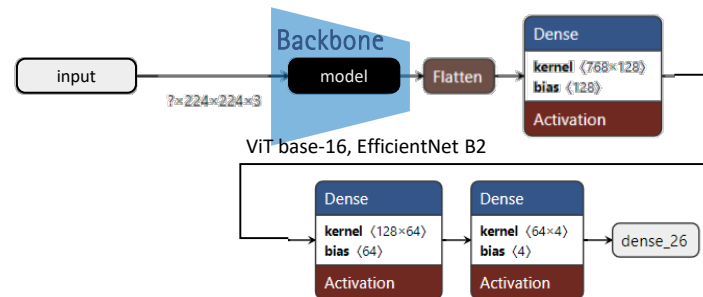 Backbone
input
model
Flatten
?×224×224×3
Dense
kernel ⟨768×128⟩
bias ⟨128⟩
Activation
ViT base-16, EfficientNet B2
Dense
kernel ⟨128×64⟩
bias ⟨64⟩
Activation
Dense
kernel ⟨64×4⟩
bias ⟨4⟩
Activation
dense_26